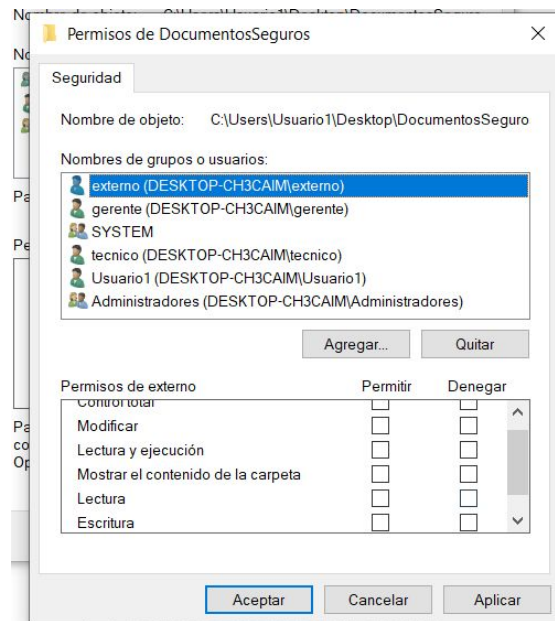 Permisos de DocumentosSeguros
Seguridad
Nombre de objeto: C:\Users\Usuario1\Desktop\DocumentosSeguro
Nombres de grupos o usuarios:
externo (DESKTOP-CH3CAIM\externo)
gerente (DESKTOP-CH3CAIM\gerente)
SYSTEM
tecnico (DESKTOP-CH3CAIM\tecnico)
Usuario1 (DESKTOP-CH3CAIM\Usuario1)
Administradores (DESKTOP-CH3CAIM\Administradores)
Agregar... Quitar
Permisos de externo Permitir Denegar
Control total
Modificar
Lectura y ejecución
Mostrar el contenido de la carpeta
Lectura
Escritura
Aceptar Cancelar Aplicar